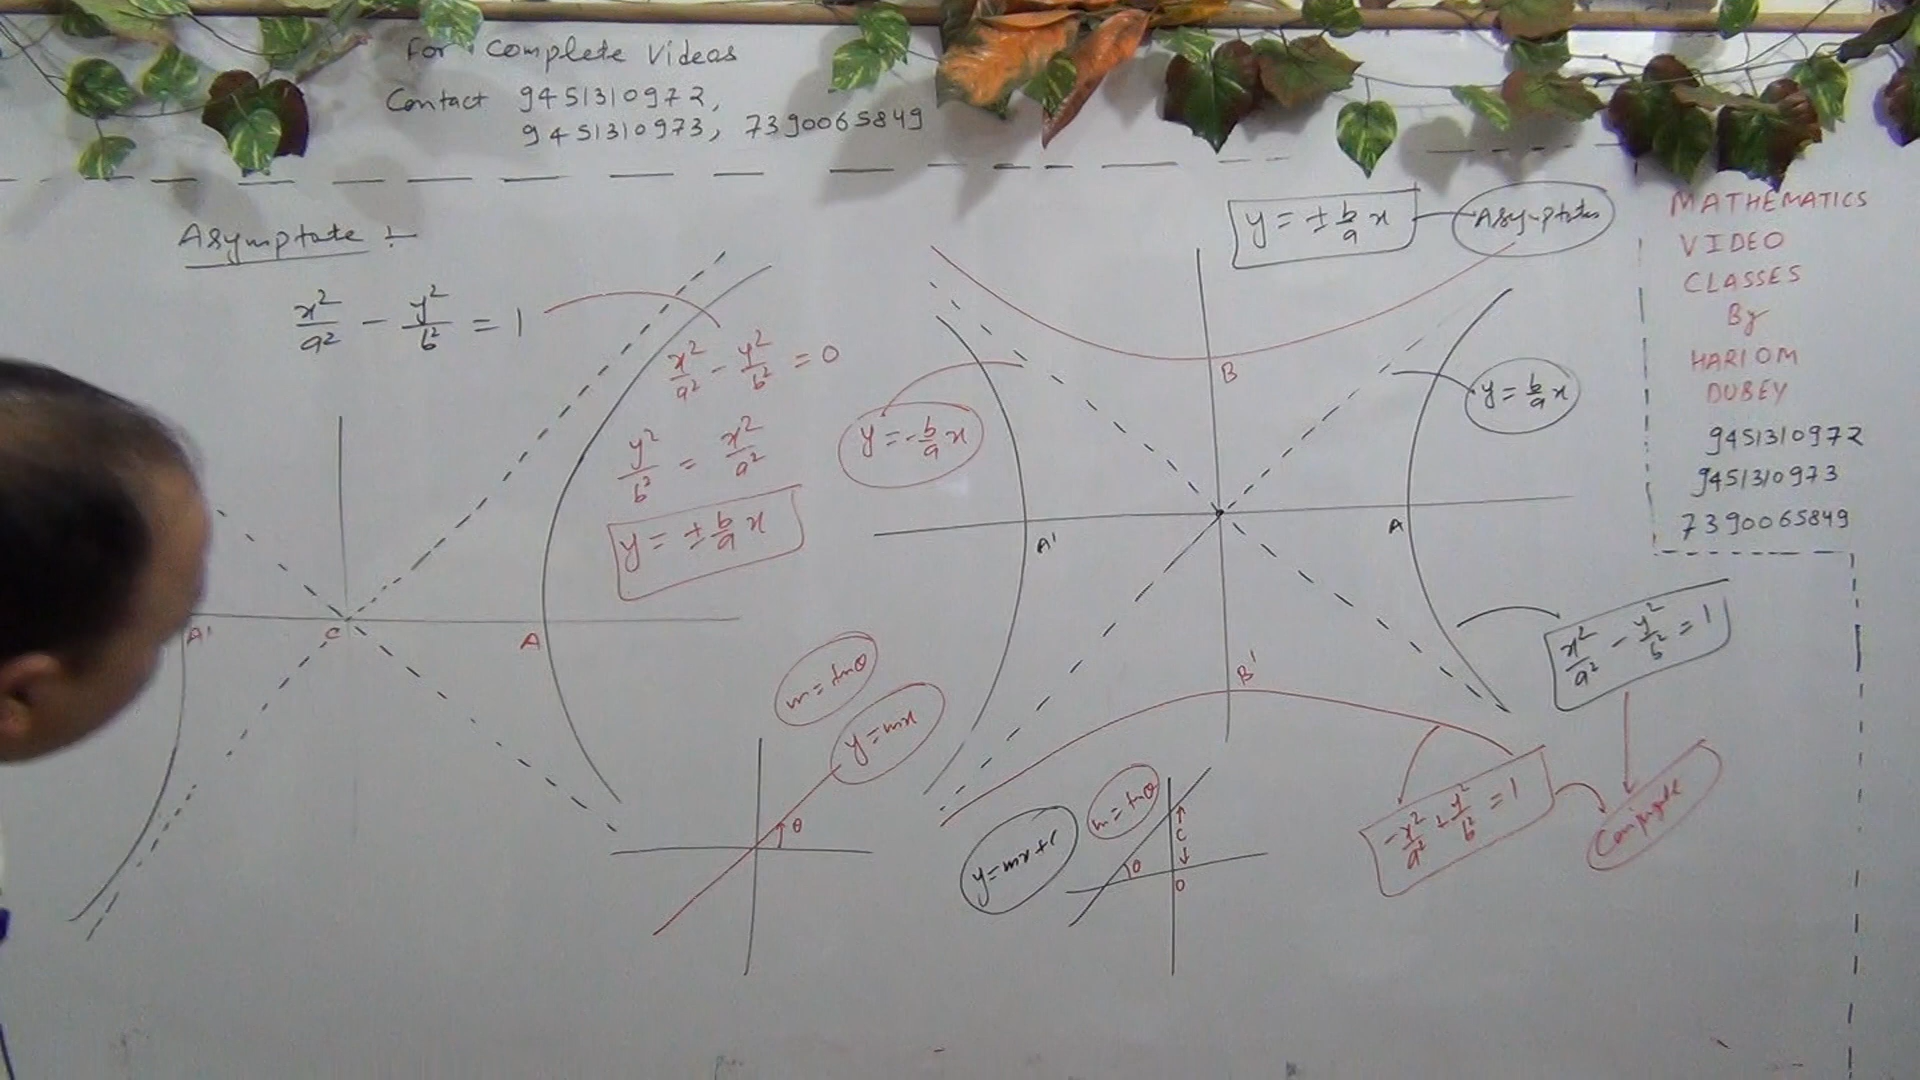 For Complete Videos
Contact 9451310972,
9451310973, 7390065849
Asymptote :-
x²/a² - y²/b² = 1
x²/a² - y²/b² = 0
y²/b² = x²/a²
y = ± b/a x
A'
C
A
m = tanθ
y = mx
θ
y = ± b/a x
Asymptotes
B
y = - b/a x
y = b/a x
A'
A
B'
x²/a² - y²/b² = 1
-x²/a² + y²/b² = 1
Conjugate
y = mx + c
m = tanθ
C
θ
O
MATHEMATICS
VIDEO
CLASSES
By
HARIOM
DUBEY
9451310972
9451310973
7390065849